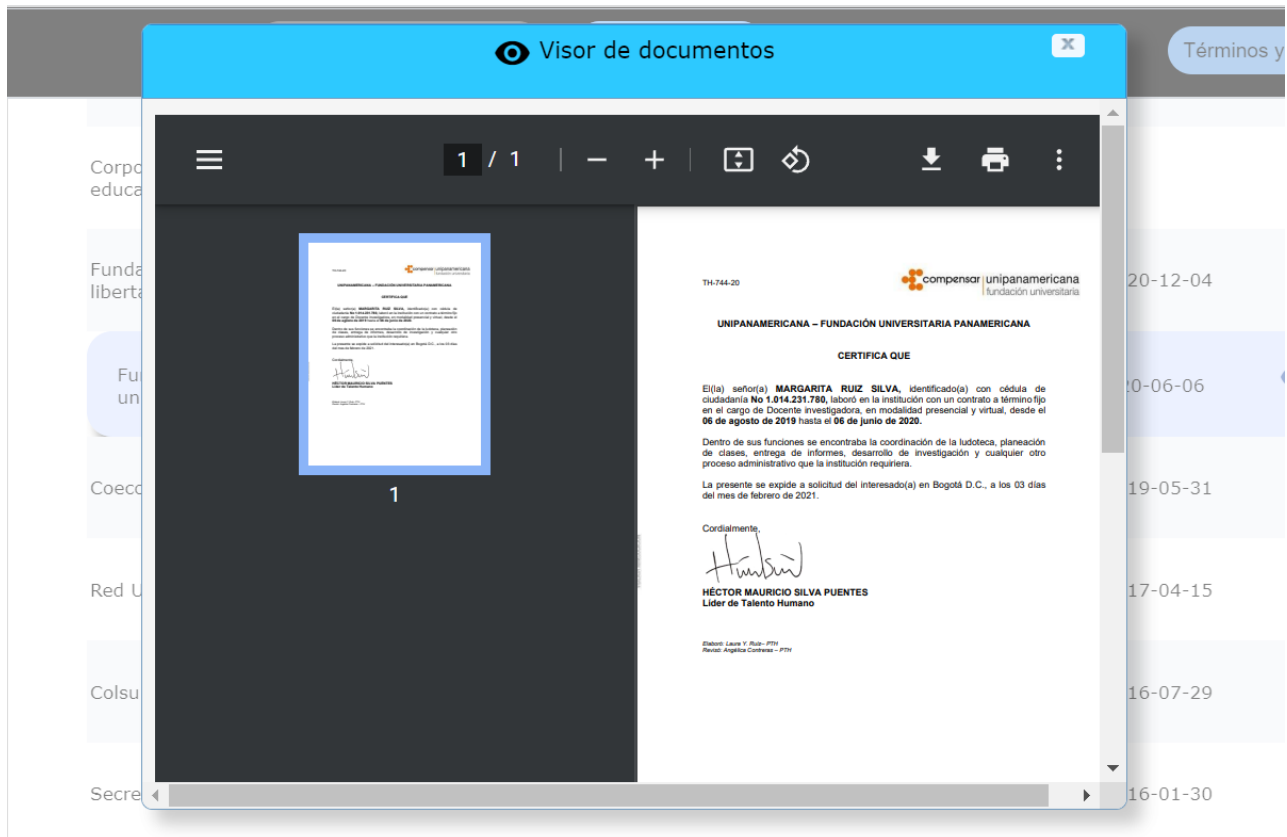 Visor de documentos
x
Términos y
1 / 1
Corpo
educa
Funda
liberta
20-12-04
Fu
un
20-06-06
Coeco
19-05-31
Red U
17-04-15
Colsu
16-07-29
Secre
16-01-30
1
TH-744-20
compensar unipanamericana
fundación universitaria
UNIPANAMERICANA – FUNDACIÓN UNIVERSITARIA PANAMERICANA
CERTIFICA QUE
El(la) señor(a) MARGARITA RUIZ SILVA, identificado(a) con cédula de
ciudadanía No 1.014.231.780, laboró en la institución con un contrato a término fijo
en el cargo de Docente investigadora, en modalidad presencial y virtual, desde el
06 de agosto de 2019 hasta el 06 de junio de 2020.
Dentro de sus funciones se encontraba la coordinación de la ludoteca, planeación
de clases, entrega de informes, desarrollo de investigación y cualquier otro
proceso administrativo que la institución requiriera.
La presente se expide a solicitud del interesado(a) en Bogotá D.C., a los 03 días
del mes de febrero de 2021.
Cordialmente,
HÉCTOR MAURICIO SILVA PUENTES
Líder de Talento Humano
Elaboró: Laura Y. Ruiz– PTH
Revisó: Angélica Contreras – PTH